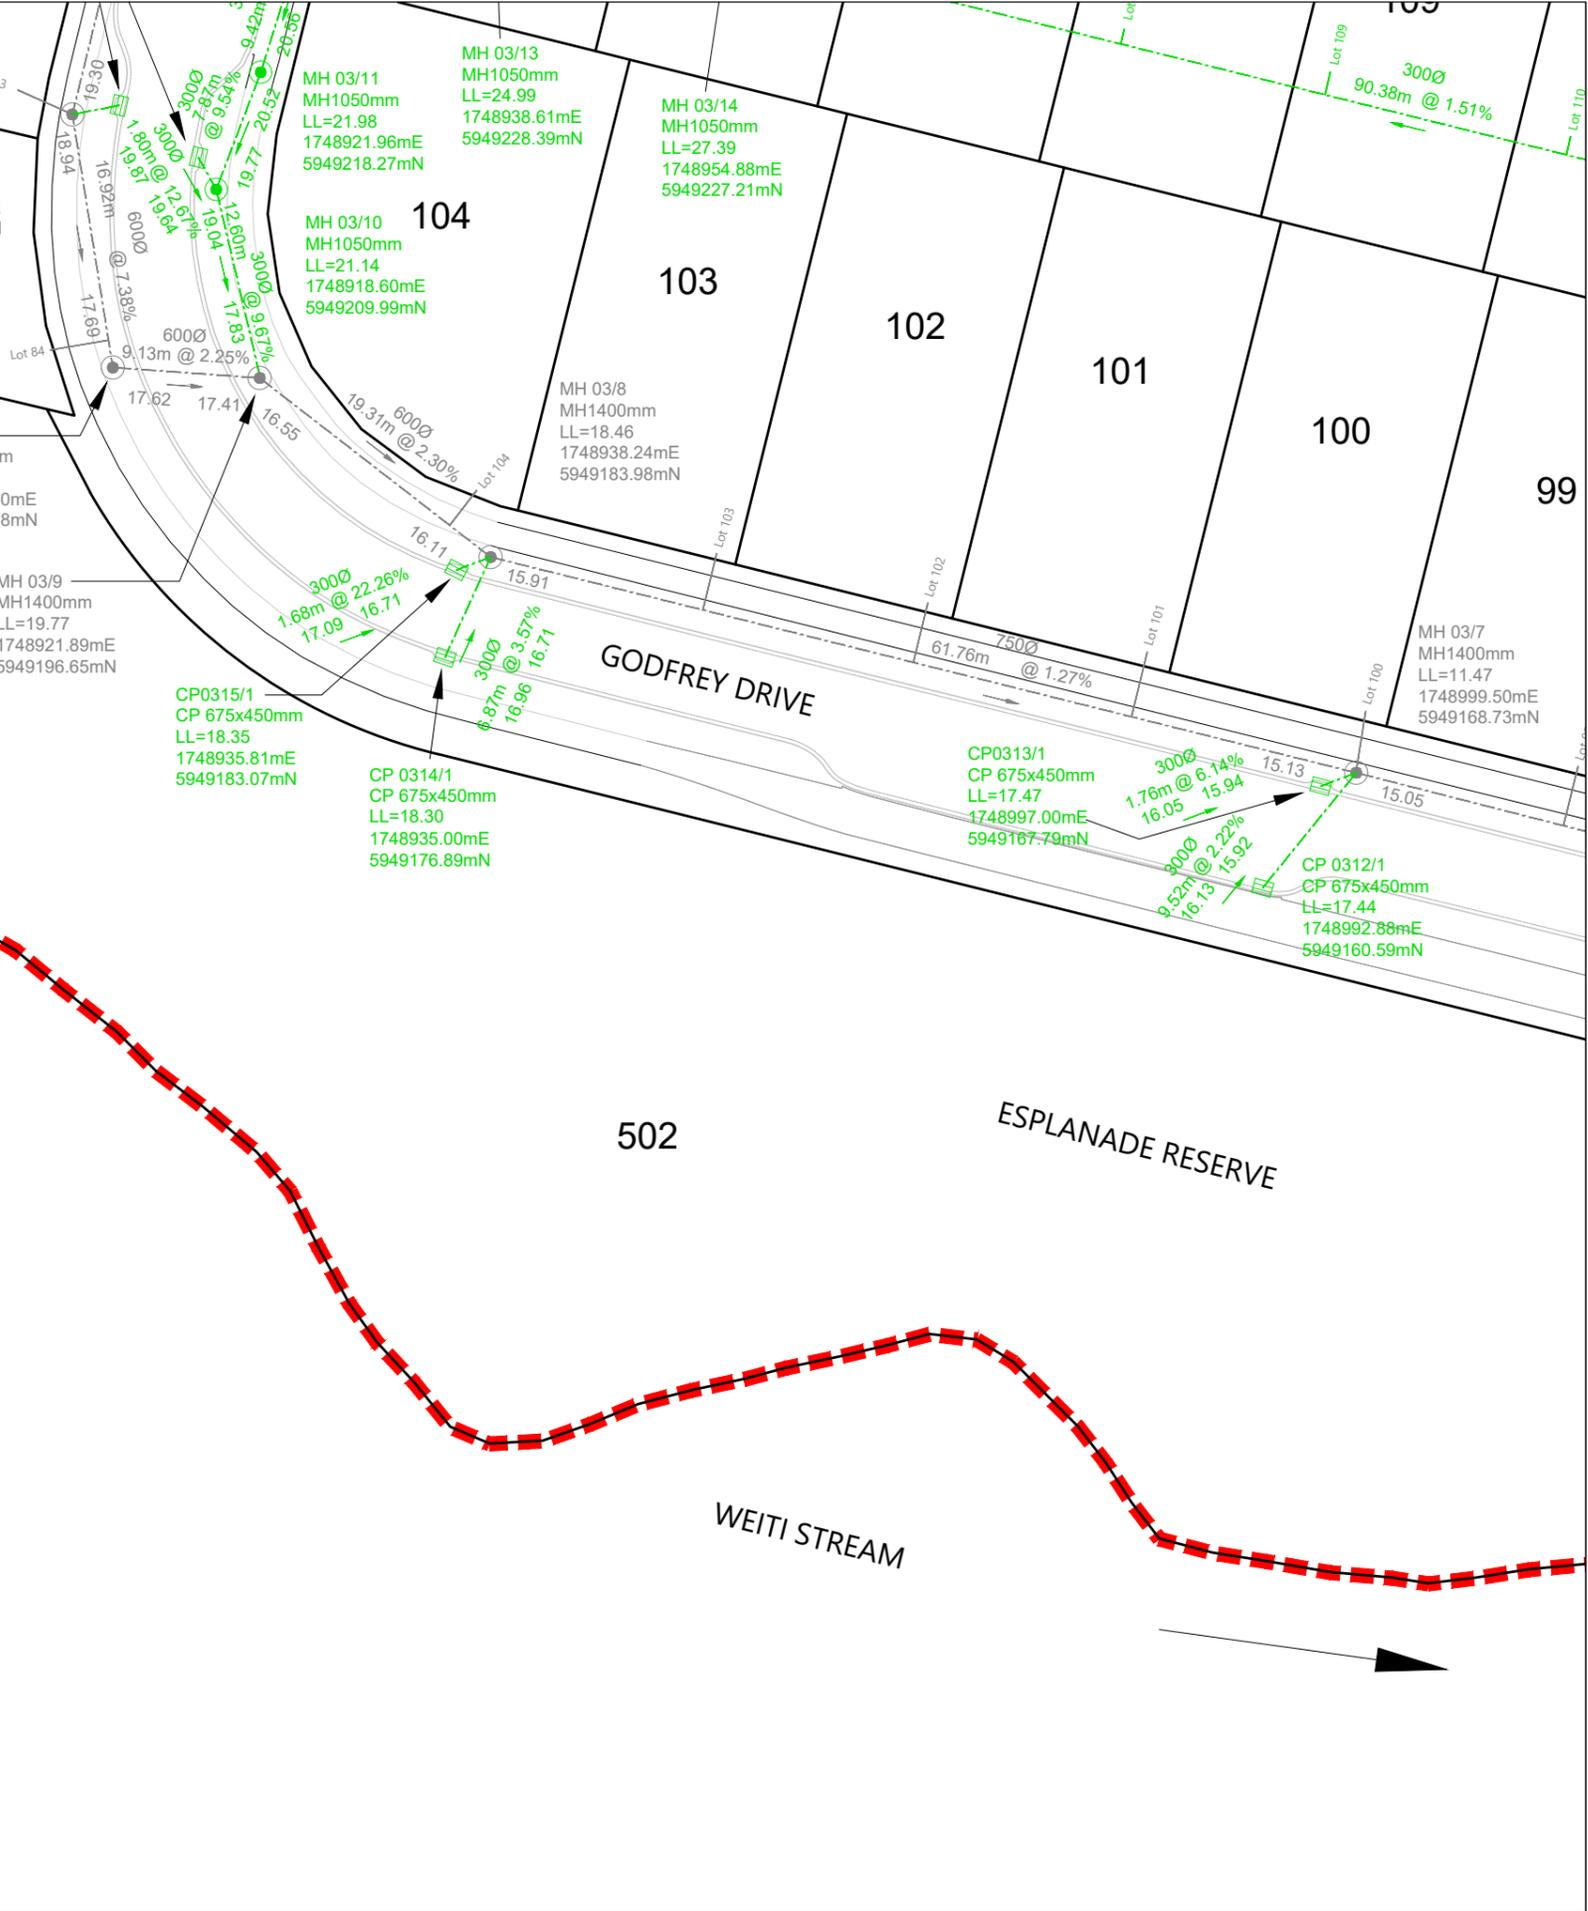 109
Lot 109
Lot 110
300Ø
90.38m @ 1.51%
MH 03/13
MH1050mm
LL=24.99
1748938.61mE
5949228.39mN
MH 03/11
MH1050mm
LL=21.98
1748921.96mE
5949218.27mN
MH 03/14
MH1050mm
LL=27.39
1748954.88mE
5949227.21mN
MH 03/10
MH1050mm
LL=21.14
1748918.60mE
5949209.99mN
9.42m
20.56
20.52
19.77
300Ø
7.87m
@ 9.54%
19.30
18.94
300Ø
1.80m @ 12.67%
19.87
19.64
16.92m
600Ø
@ 7.38%
17.69
19.04
12.60m
300Ø
@ 9.67%
17.83
Lot 84
600Ø
9.13m @ 2.25%
17.62
17.41
16.55
600Ø
19.31m @ 2.30%
16.11
Lot 104
104
103
102
101
100
99
MH 03/8
MH1400mm
LL=18.46
1748938.24mE
5949183.98mN
m
0mE
8mN
MH 03/9
MH1400mm
LL=19.77
1748921.89mE
5949196.65mN
300Ø
1.68m @ 22.26%
17.09
16.71
15.91
300Ø
6.87m @ 3.57%
16.96
16.71
Lot 103
Lot 102
Lot 101
Lot 100
750Ø
61.76m @ 1.27%
GODFREY DRIVE
MH 03/7
MH1400mm
LL=11.47
1748999.50mE
5949168.73mN
CP0315/1
CP 675x450mm
LL=18.35
1748935.81mE
5949183.07mN
CP 0314/1
CP 675x450mm
LL=18.30
1748935.00mE
5949176.89mN
CP0313/1
CP 675x450mm
LL=17.47
1748997.00mE
5949167.79mN
300Ø
1.76m @ 6.14%
16.05
15.94
15.13
15.05
300Ø
9.52m @ 2.22%
16.13
15.92
CP 0312/1
CP 675x450mm
LL=17.44
1748992.88mE
5949160.59mN
502
ESPLANADE RESERVE
WEITI STREAM